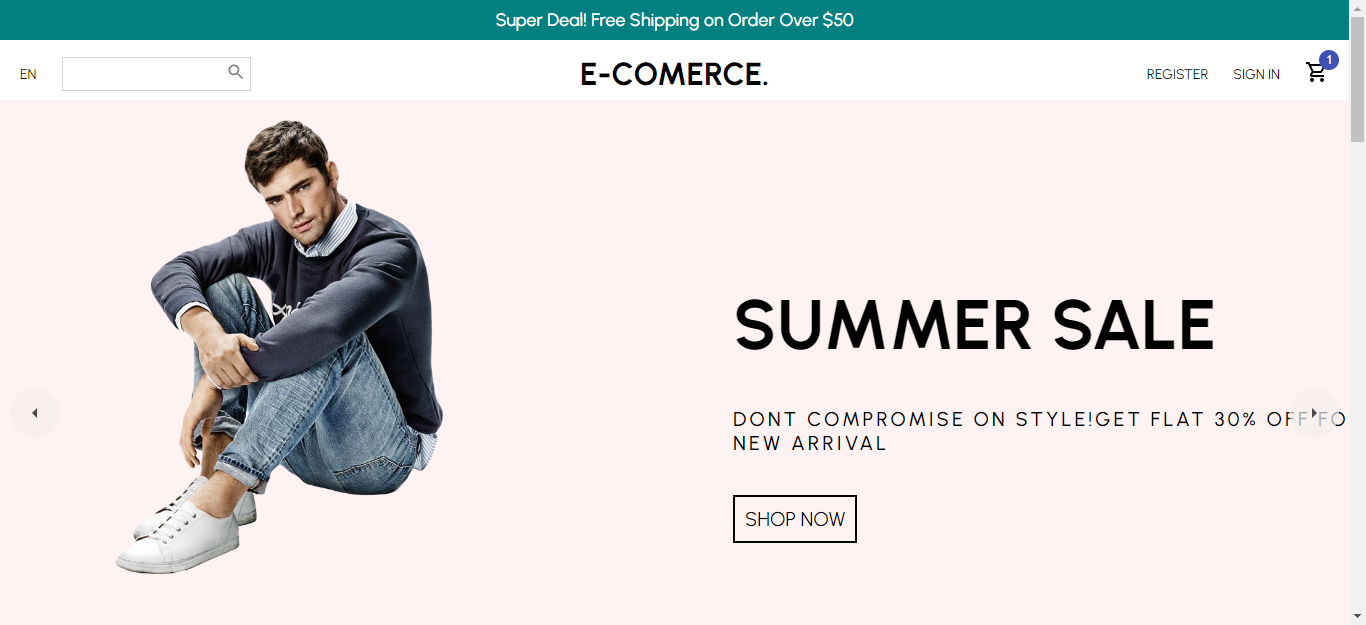 Super Deal! Free Shipping on Order Over $50
EN
E-COMERCE.
REGISTER
SIGN IN
1
SUMMER SALE
DONT COMPROMISE ON STYLE!GET FLAT 30% OFF FO
NEW ARRIVAL
SHOP NOW